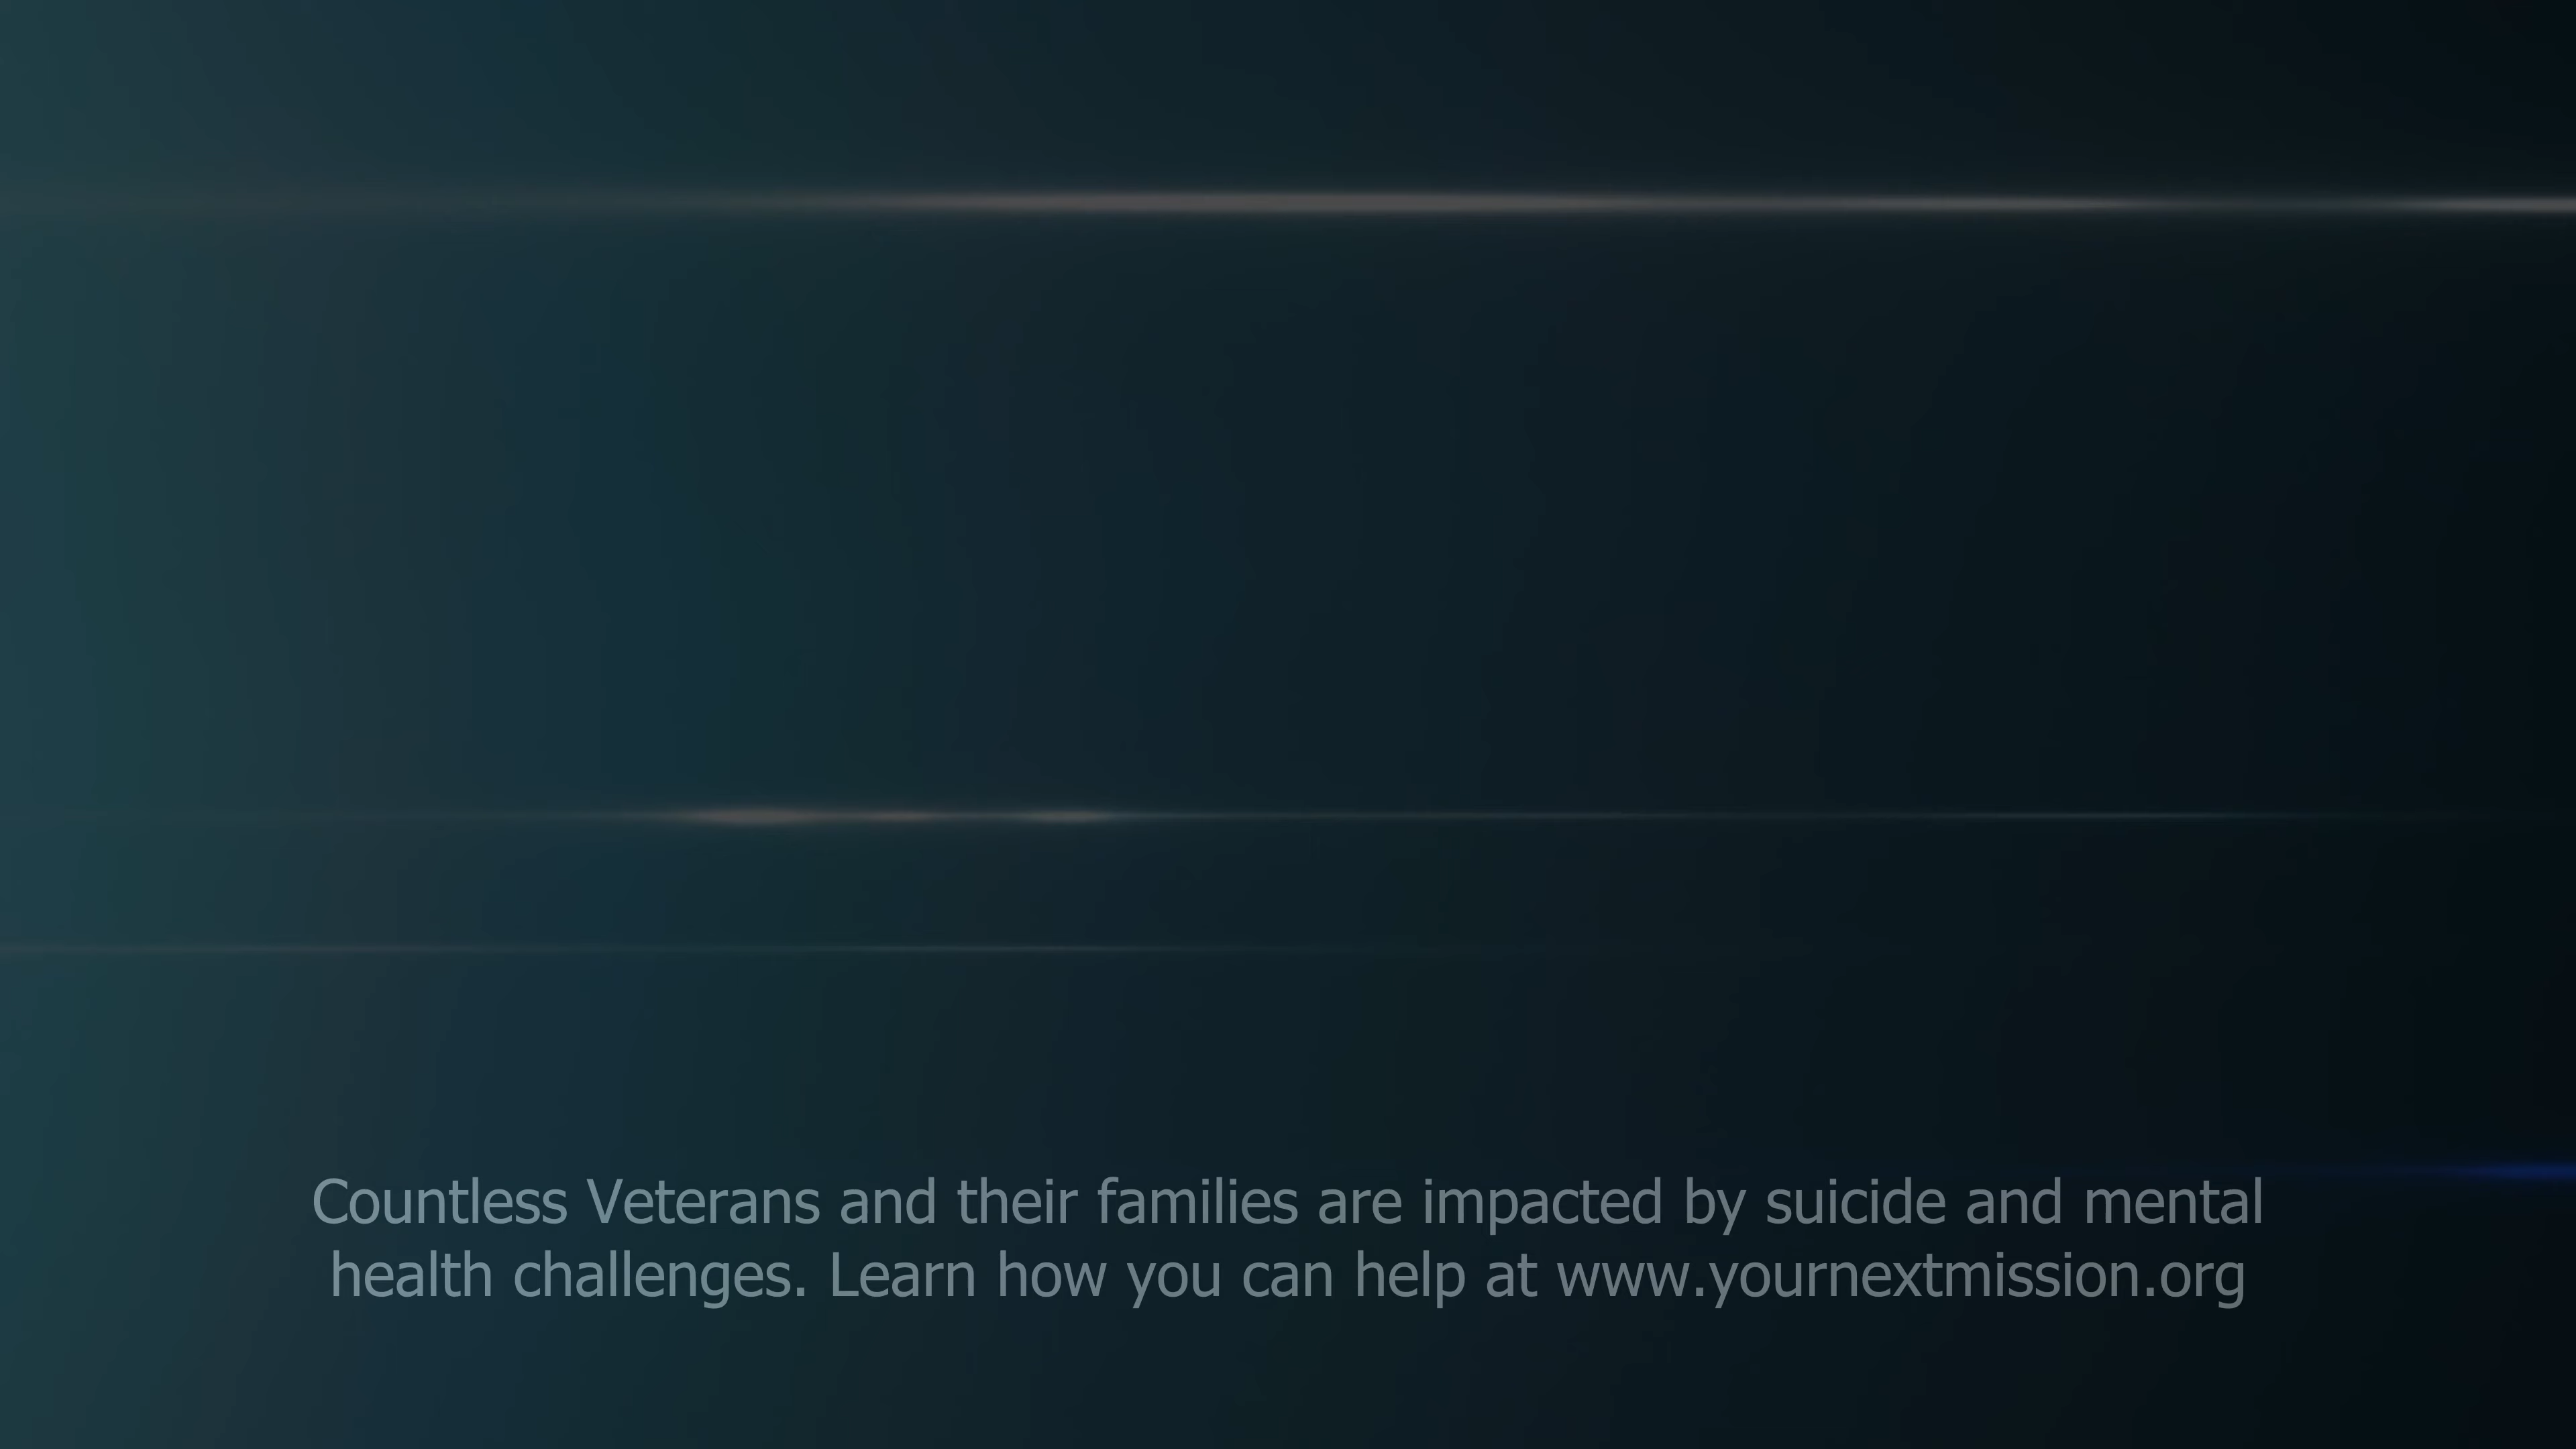 Countless Veterans and their families are impacted by suicide and mental
health challenges. Learn how you can help at www.yournextmission.org